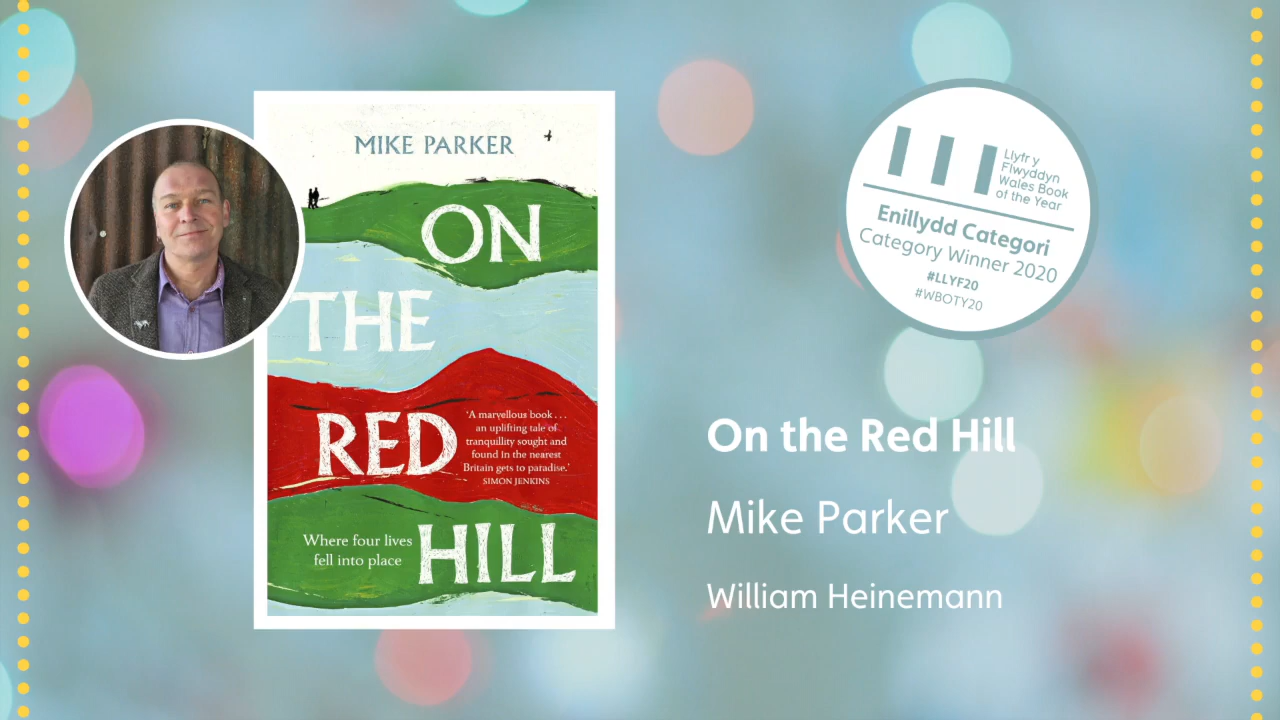 MIKE PARKER
ON
THE
RED
'A marvellous book . . .
an uplifting tale of
tranquillity sought and
found in the nearest
Britain gets to paradise.'
SIMON JENKINS
Where four lives
fell into place
HILL
Llyfr y
Flwyddyn
Wales Book
of the Year
Enillydd Categori
Category Winner 2020
#LLYF20
#WBOTY20
On the Red Hill
Mike Parker
William Heinemann